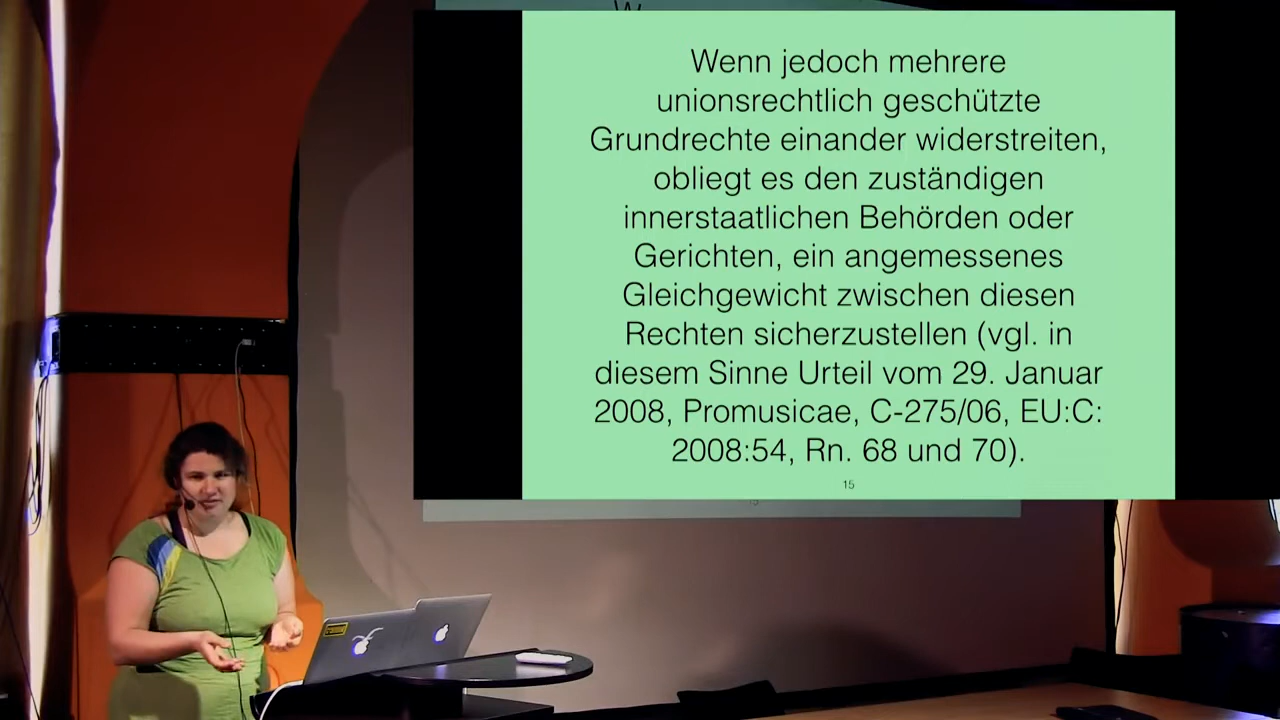 Wenn jedoch mehrere
unionsrechtlich geschützte
Grundrechte einander widerstreiten,
obliegt es den zuständigen
innerstaatlichen Behörden oder
Gerichten, ein angemessenes
Gleichgewicht zwischen diesen
Rechten sicherzustellen (vgl. in
diesem Sinne Urteil vom 29. Januar
2008, Promusicae, C-275/06, EU:C:
2008:54, Rn. 68 und 70).
15
15